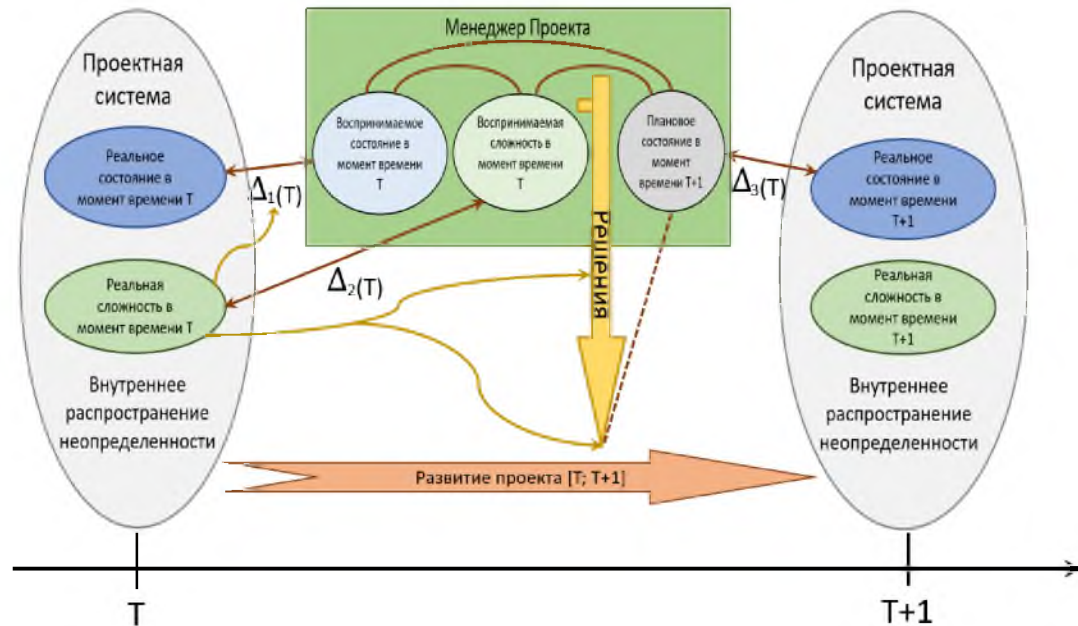 Менеджер Проекта
Проектная
система
Реальное
состояние в
момент времени T
Реальная
сложность в
момент времени T
Внутреннее
распространение
неопределенности
Воспринимаемое
состояние в
момент времени
T
Воспринимаемая
сложность в
момент времени
T
Плановое
состояние в
момент
времени T+1
Δ1(T)
Δ2(T)
Δ3(T)
Решения
Проектная
система
Реальное
состояние в
момент времени
T+1
Реальная
сложность в
момент времени
T+1
Внутреннее
распространение
неопределенности
Развитие проекта [T; T+1]
T
T+1